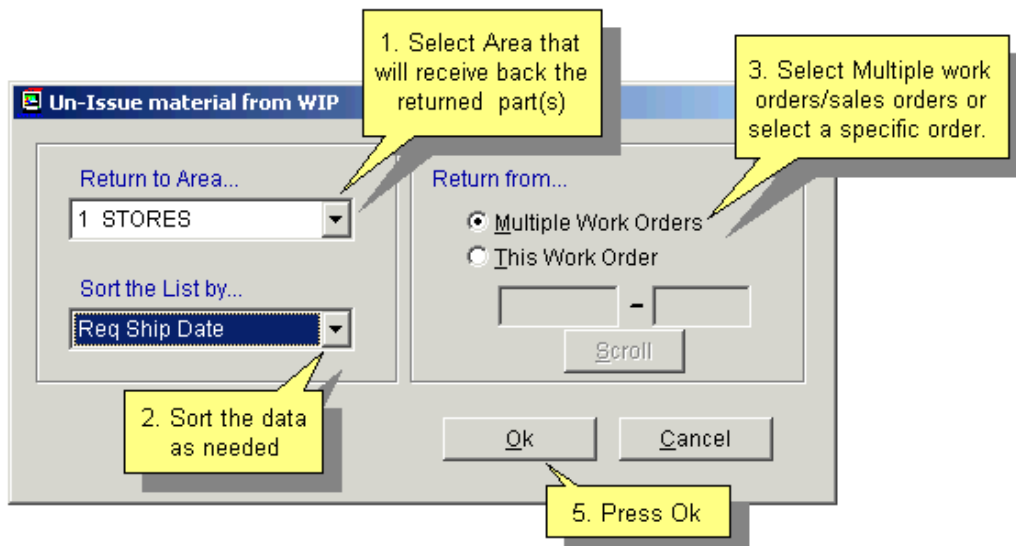 1. Select Area that
will receive back the
returned part(s)
3. Select Multiple work
orders/sales orders or
select a specific order.
Un-Issue material from WIP
Return to Area...
1 STORES
Sort the List by...
Req Ship Date
2. Sort the data
as needed
Return from...
Multiple Work Orders
This Work Order
-
Scroll
Ok
Cancel
5. Press Ok